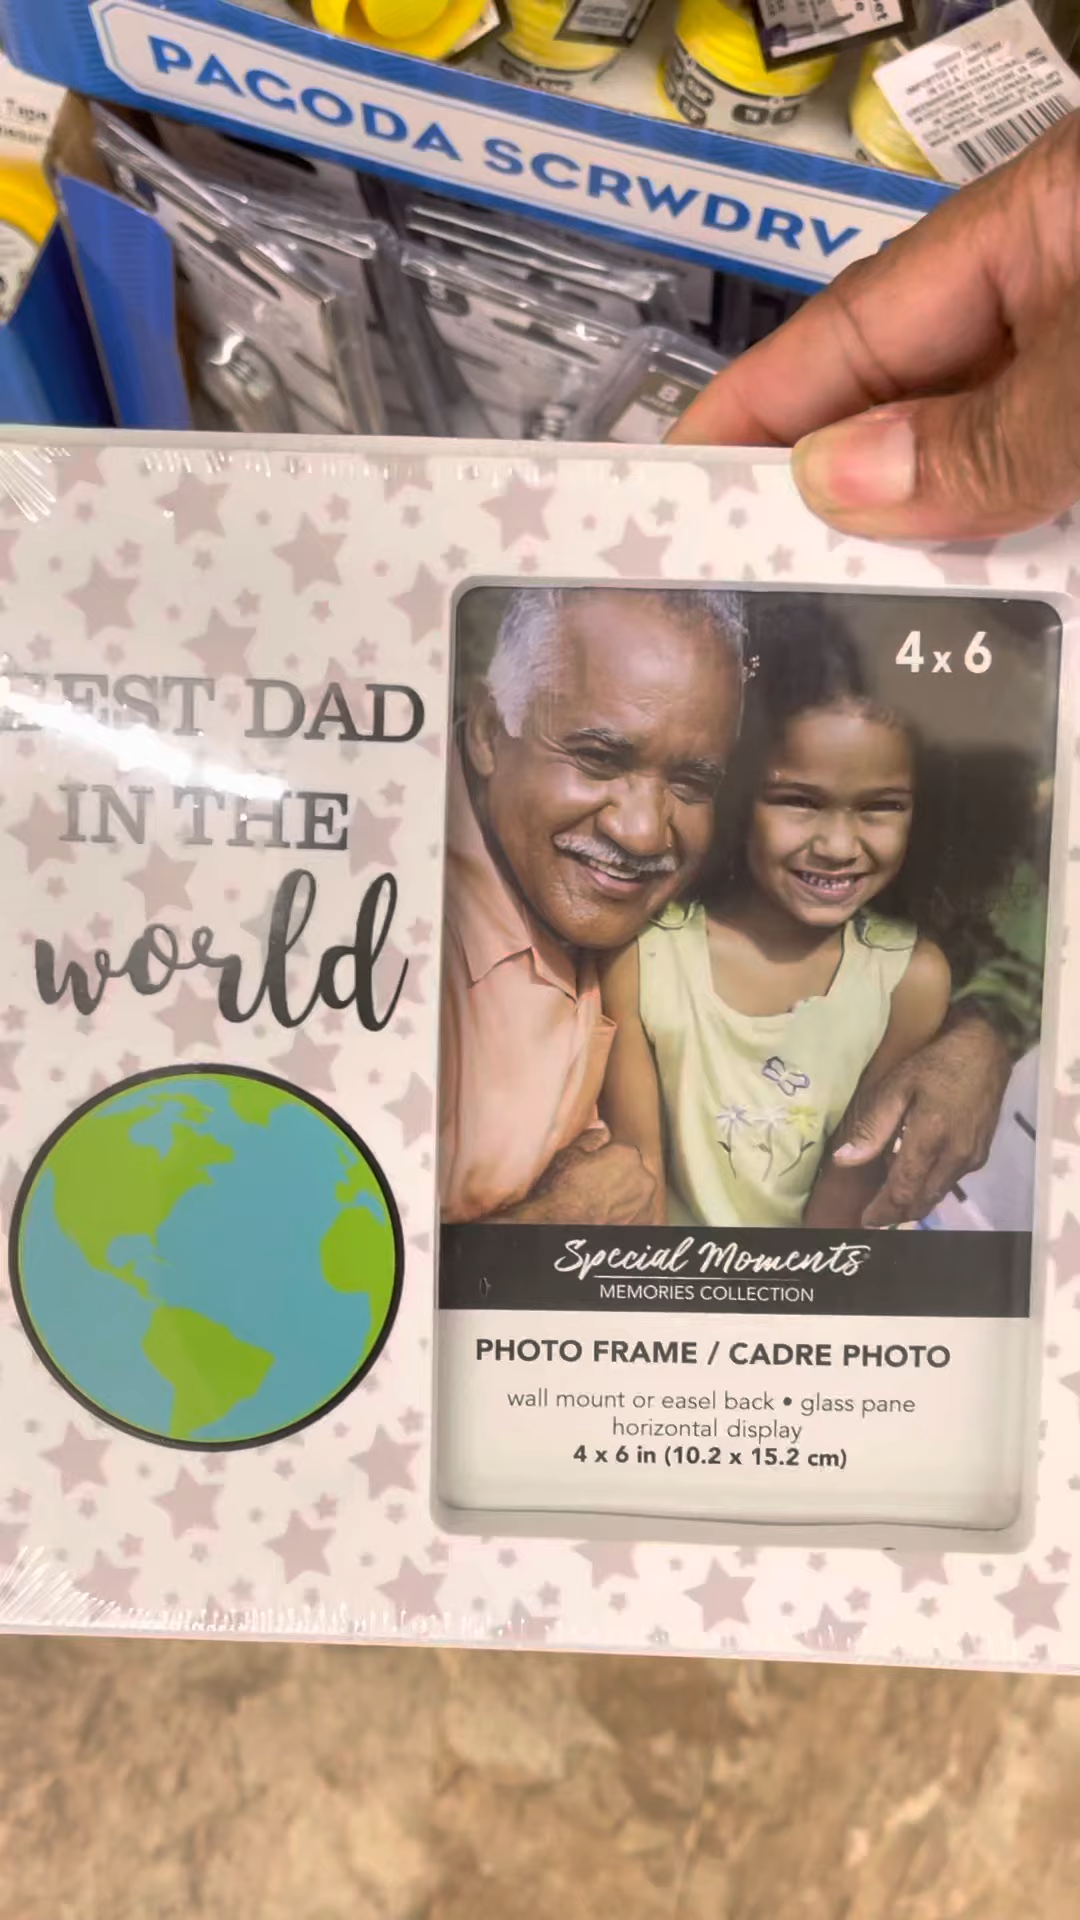 PAGODA SCRWDRV
BEST DAD
IN THE
world
4 x 6
Special Moments
MEMORIES COLLECTION
PHOTO FRAME / CADRE PHOTO
wall mount or easel back • glass pane
horizontal display
4 x 6 in (10.2 x 15.2 cm)